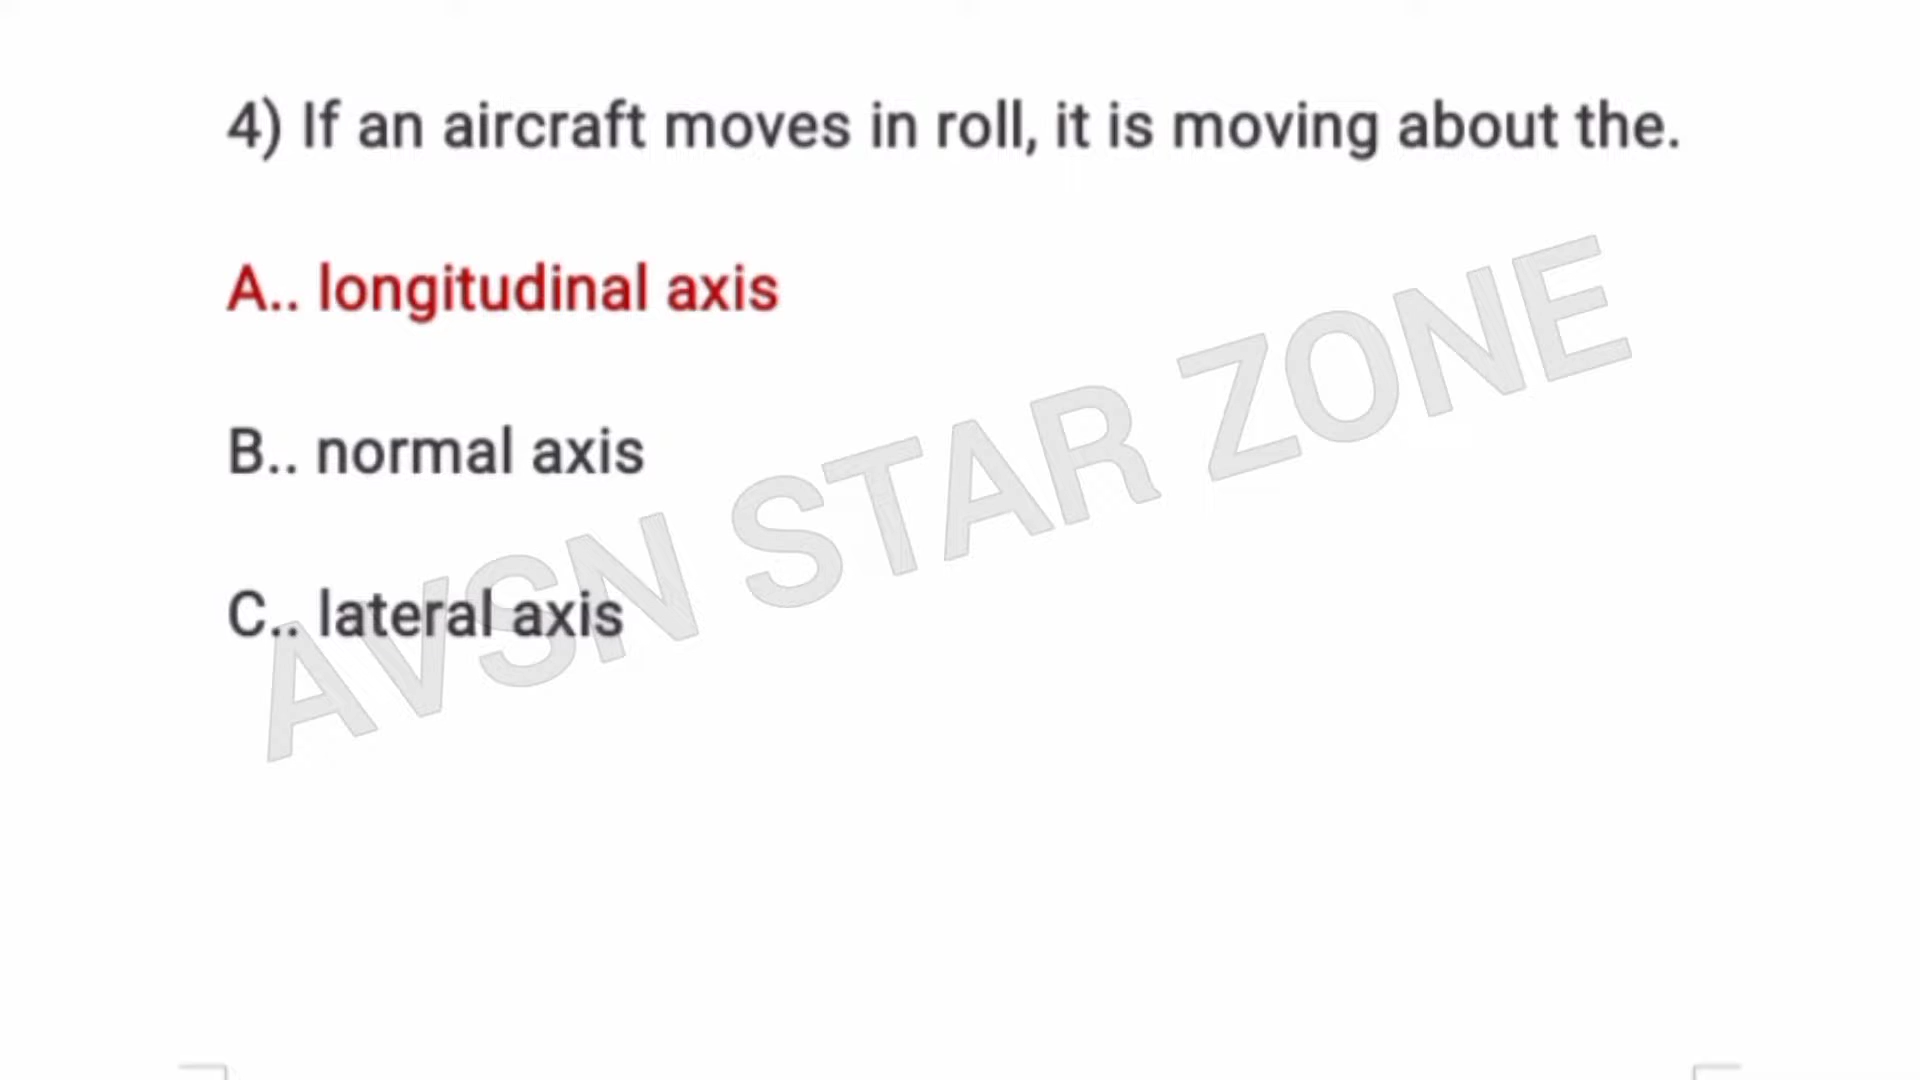 4) If an aircraft moves in roll, it is moving about the.
A.. longitudinal axis
B.. normal axis
C.. lateral axis
AVSN STAR ZONE